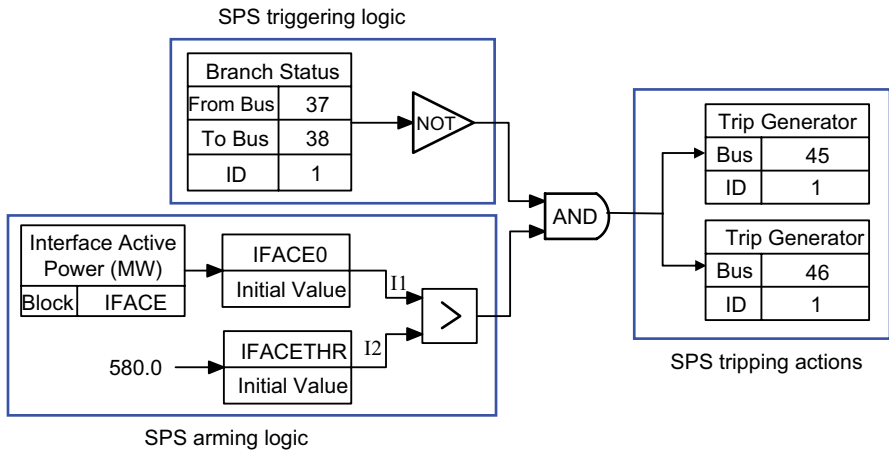 SPS triggering logic
Branch Status
From Bus 37
To Bus 38
ID 1
NOT
Interface Active
Power (MW)
Block IFACE
IFACE0
Initial Value
I1
580.0
IFACETHR
Initial Value
I2
>
SPS arming logic
AND
Trip Generator
Bus 45
ID 1
Trip Generator
Bus 46
ID 1
SPS tripping actions